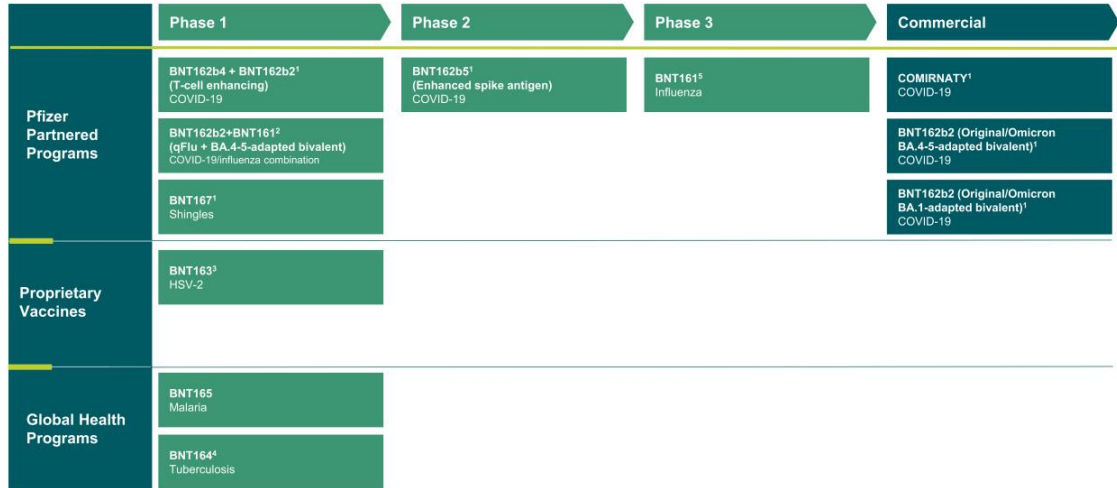 Phase 1
Phase 2
Phase 3
Commercial
Pfizer
Partnered
Programs
BNT162b4 + BNT162b2¹
(T-cell enhancing)
COVID-19
BNT162b2+BNT161²
(qFlu + BA.4-5-adapted bivalent)
COVID-19/influenza combination
BNT167¹
Shingles
BNT162b5¹
(Enhanced spike antigen)
COVID-19
BNT161⁵
Influenza
COMIRNATY¹
COVID-19
BNT162b2 (Original/Omicron
BA.4-5-adapted bivalent)¹
COVID-19
BNT162b2 (Original/Omicron
BA.1-adapted bivalent)¹
COVID-19
Proprietary
Vaccines
BNT163³
HSV-2
Global Health
Programs
BNT165
Malaria
BNT164⁴
Tuberculosis